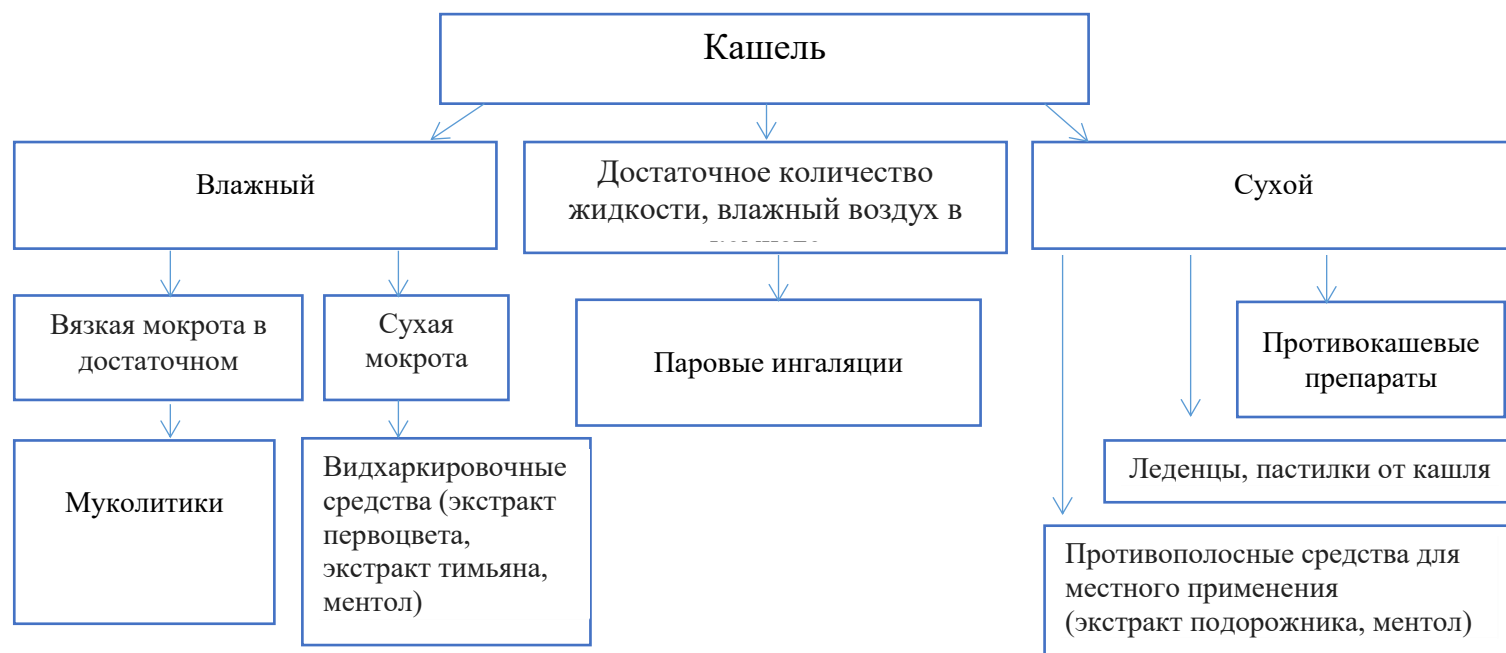 Кашель
Влажный
Достаточное количество
жидкости, влажный воздух в
Сухой
Вязкая мокрота в
достаточном
Сухая
мокрота
Паровые ингаляции
Противокашевые
препараты
Муколитики
Видхаркировочные
средства (экстракт
первоцвета,
экстракт тимьяна,
ментол)
Леденцы, пастилки от кашля
Противополосные средства для
местного применения
(экстракт подорожника, ментол)